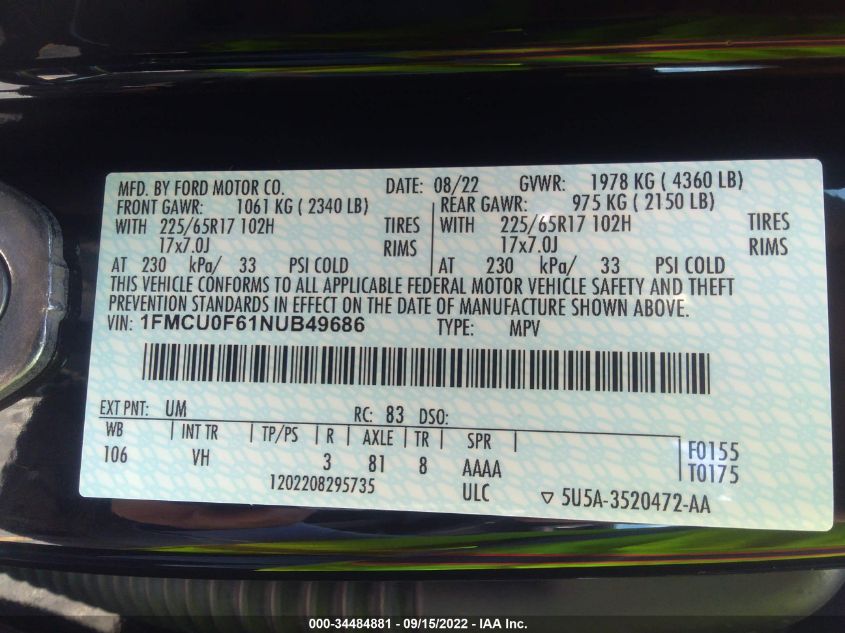 MFD. BY FORD MOTOR CO. DATE: 08/22 GVWR: 1978 KG ( 4360 LB)
FRONT GAWR: 1061 KG ( 2340 LB) REAR GAWR: 975 KG ( 2150 LB)
WITH 225/65R17 102H TIRES WITH 225/65R17 102H TIRES
17x7.0J RIMS 17x7.0J RIMS
AT 230 kPa/ 33 PSI COLD AT 230 kPa/ 33 PSI COLD
THIS VEHICLE CONFORMS TO ALL APPLICABLE FEDERAL MOTOR VEHICLE SAFETY AND THEFT
PREVENTION STANDARDS IN EFFECT ON THE DATE OF MANUFACTURE SHOWN ABOVE.
VIN: 1FMCU0F61NUB49686 TYPE: MPV
EXT PNT: UM RC: 83 DSO:
WB INT TR TP/PS R AXLE TR SPR F0155
106 VH 3 81 8 AAAA T0175
1202208295735 ULC ▽ 5U5A-3520472-AA
000-34484881 - 09/15/2022 - IAA Inc.